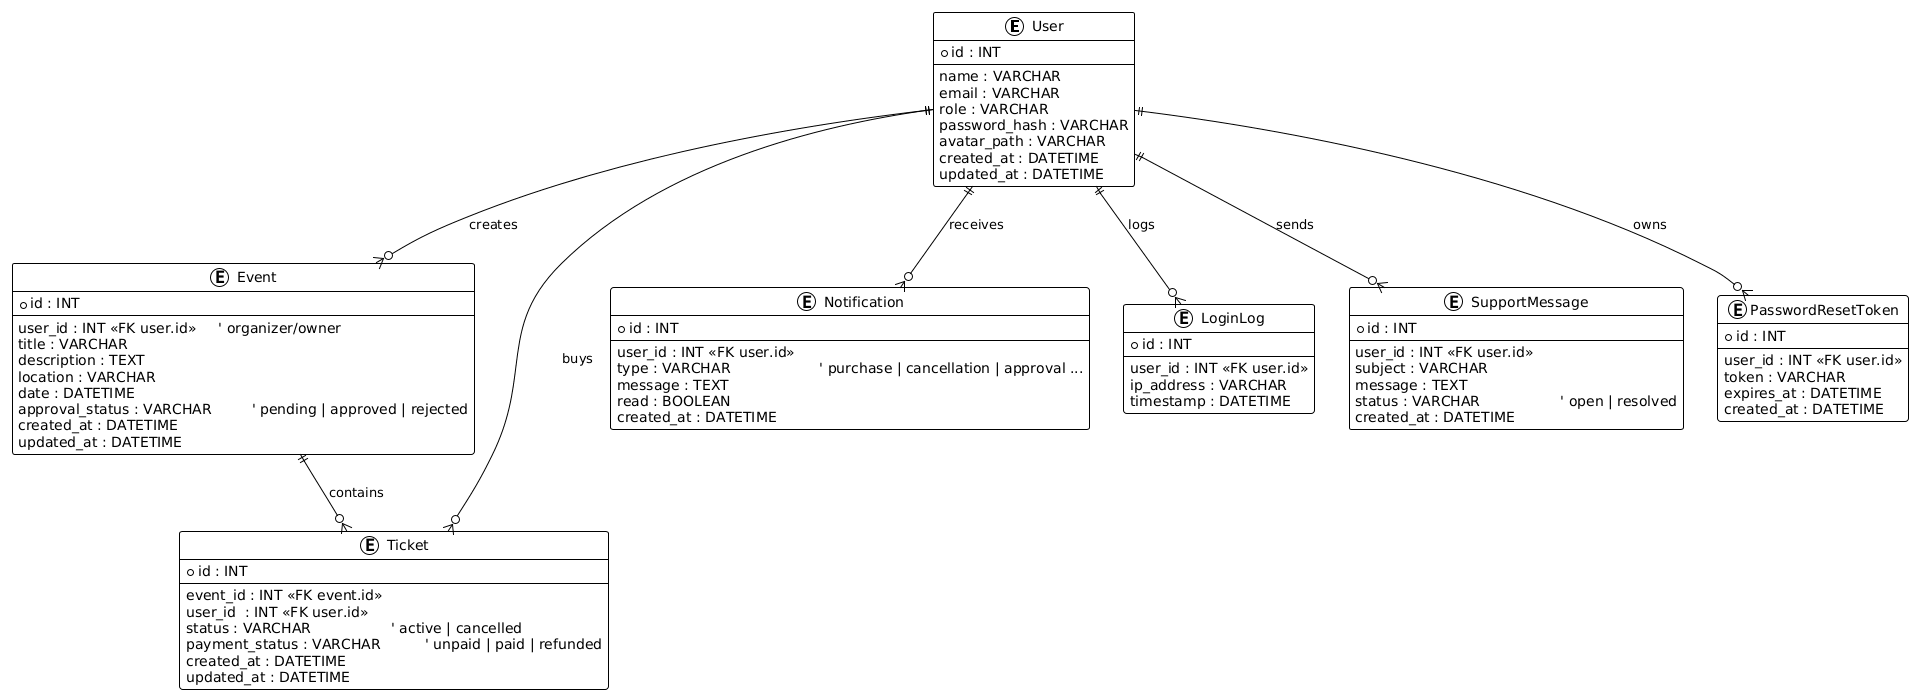 E User
id : INT
name : VARCHAR
email : VARCHAR
role : VARCHAR
password_hash : VARCHAR
avatar_path : VARCHAR
created_at : DATETIME
updated_at : DATETIME
creates
buys
receives
logs
sends
owns
E Event
id : INT
user_id : INT «FK user.id» ' organizer/owner
title : VARCHAR
description : TEXT
location : VARCHAR
date : DATETIME
approval_status : VARCHAR ' pending | approved | rejected
created_at : DATETIME
updated_at : DATETIME
E Notification
id : INT
user_id : INT «FK user.id»
type : VARCHAR ' purchase | cancellation | approval ...
message : TEXT
read : BOOLEAN
created_at : DATETIME
E LoginLog
id : INT
user_id : INT «FK user.id»
ip_address : VARCHAR
timestamp : DATETIME
E SupportMessage
id : INT
user_id : INT «FK user.id»
subject : VARCHAR
message : TEXT
status : VARCHAR ' open | resolved
created_at : DATETIME
E PasswordResetToken
id : INT
user_id : INT «FK user.id»
token : VARCHAR
expires_at : DATETIME
created_at : DATETIME
contains
E Ticket
id : INT
event_id : INT «FK event.id»
user_id : INT «FK user.id»
status : VARCHAR ' active | cancelled
payment_status : VARCHAR ' unpaid | paid | refunded
created_at : DATETIME
updated_at : DATETIME